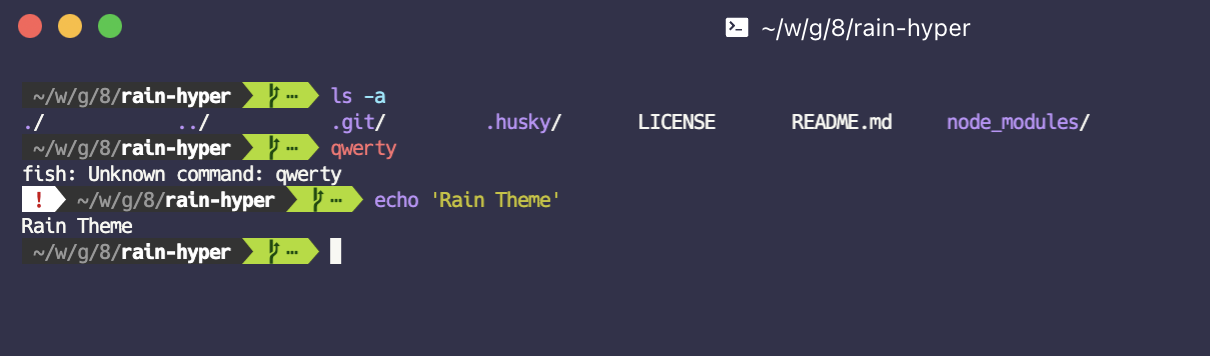 ~/w/g/8/rain-hyper
~/w/g/8/rain-hyper ··· ls -a
./ ../ .git/ .husky/ LICENSE README.md node_modules/
~/w/g/8/rain-hyper ··· qwerty
fish: Unknown command: qwerty
! ~/w/g/8/rain-hyper ··· echo 'Rain Theme'
Rain Theme
~/w/g/8/rain-hyper ···